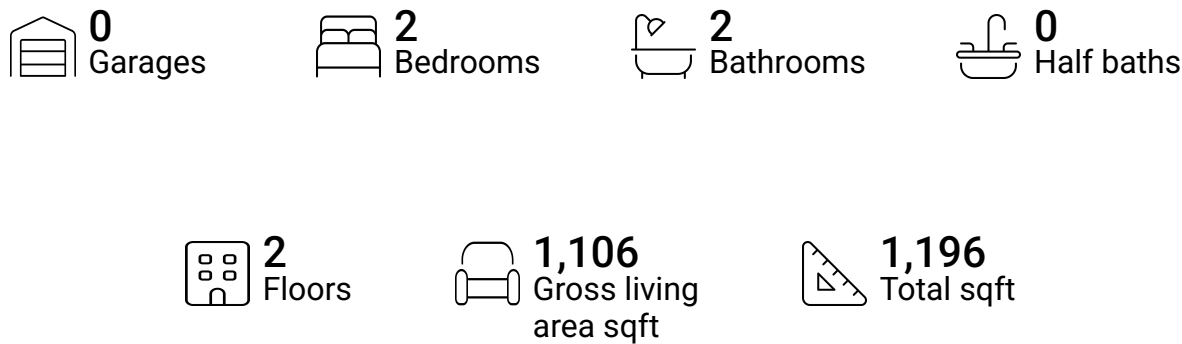 0
Garages
2
Bedrooms
2
Bathrooms
0
Half baths
2
Floors
1,106
Gross living
area sqft
1,196
Total sqft